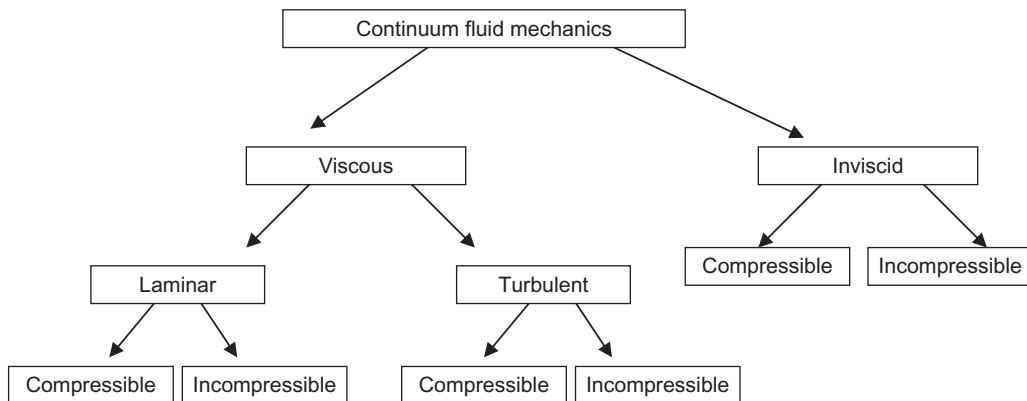 Continuum fluid mechanics
Viscous
Inviscid
Compressible
Incompressible
Laminar
Turbulent
Compressible
Incompressible
Compressible
Incompressible